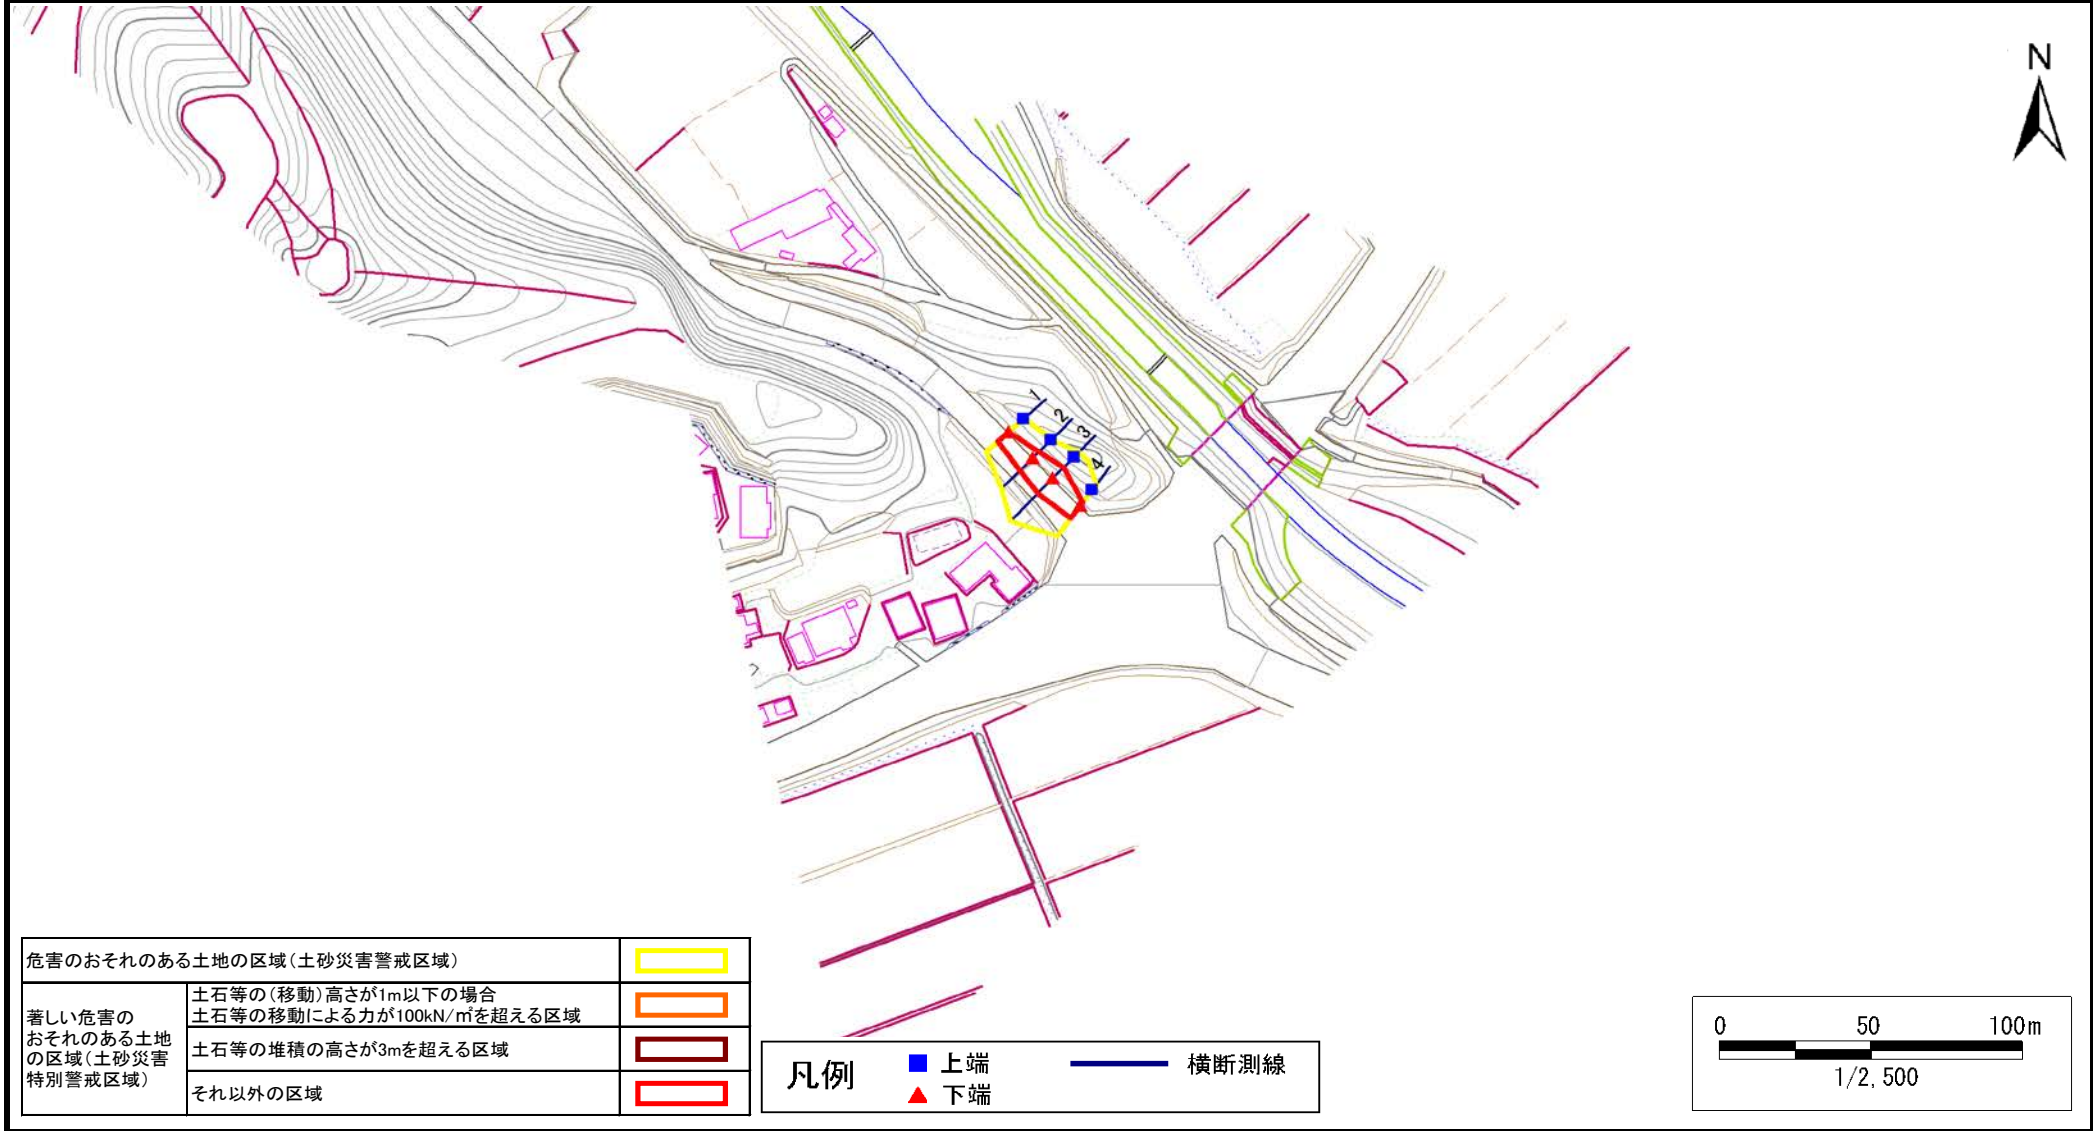 N
1
2
3
4
危害のおそれのある土地の区域(土砂災害警戒区域)
著しい危害の
おそれのある土地
の区域(土砂災害
特別警戒区域)
土石等の(移動)高さが1m以下の場合
土石等の移動による力が100kN/㎡を超える区域
土石等の堆積の高さが3mを超える区域
それ以外の区域
凡例
上端
下端
横断測線
0 50 100m
1/2,500